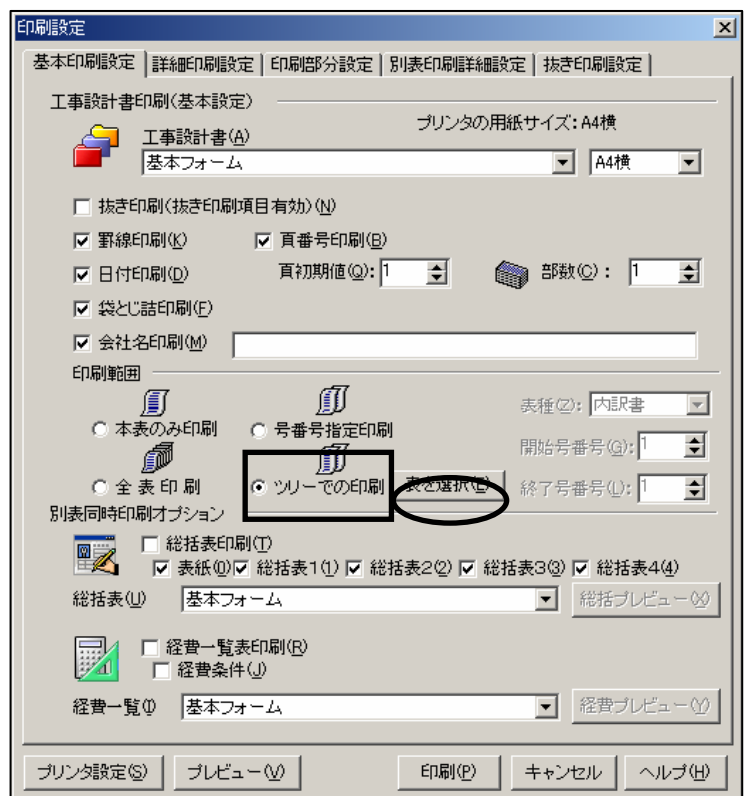 印刷設定
基本印刷設定 詳細印刷設定 印刷部分設定 別表印刷詳細設定 抜き印刷設定
工事設計書印刷(基本設定)
プリンタの用紙サイズ:A4横
工事設計書(A)
基本フォーム A4横
抜き印刷(抜き印刷項目有効)(N)
罫線印刷(K) 頁番号印刷(B)
日付印刷(D) 頁初期値(Q): 1 部数(C): 1
袋とじ詰印刷(F)
会社名印刷(M)
印刷範囲
表種(Z): 内訳書
本表のみ印刷 号番号指定印刷
開始号番号(G): 1
全表印刷 ツリーでの印刷 表を選択(E) 終了号番号(L): 1
別表同時印刷オプション
総括表印刷(T)
表紙(0) 総括表1(1) 総括表2(2) 総括表3(3) 総括表4(4)
総括表(U) 基本フォーム 総括プレビュー(X)
経費一覧表印刷(R)
経費条件(J)
経費一覧(I) 基本フォーム 経費プレビュー(Y)
プリンタ設定(S) プレビュー(V) 印刷(P) キャンセル ヘルプ(H)